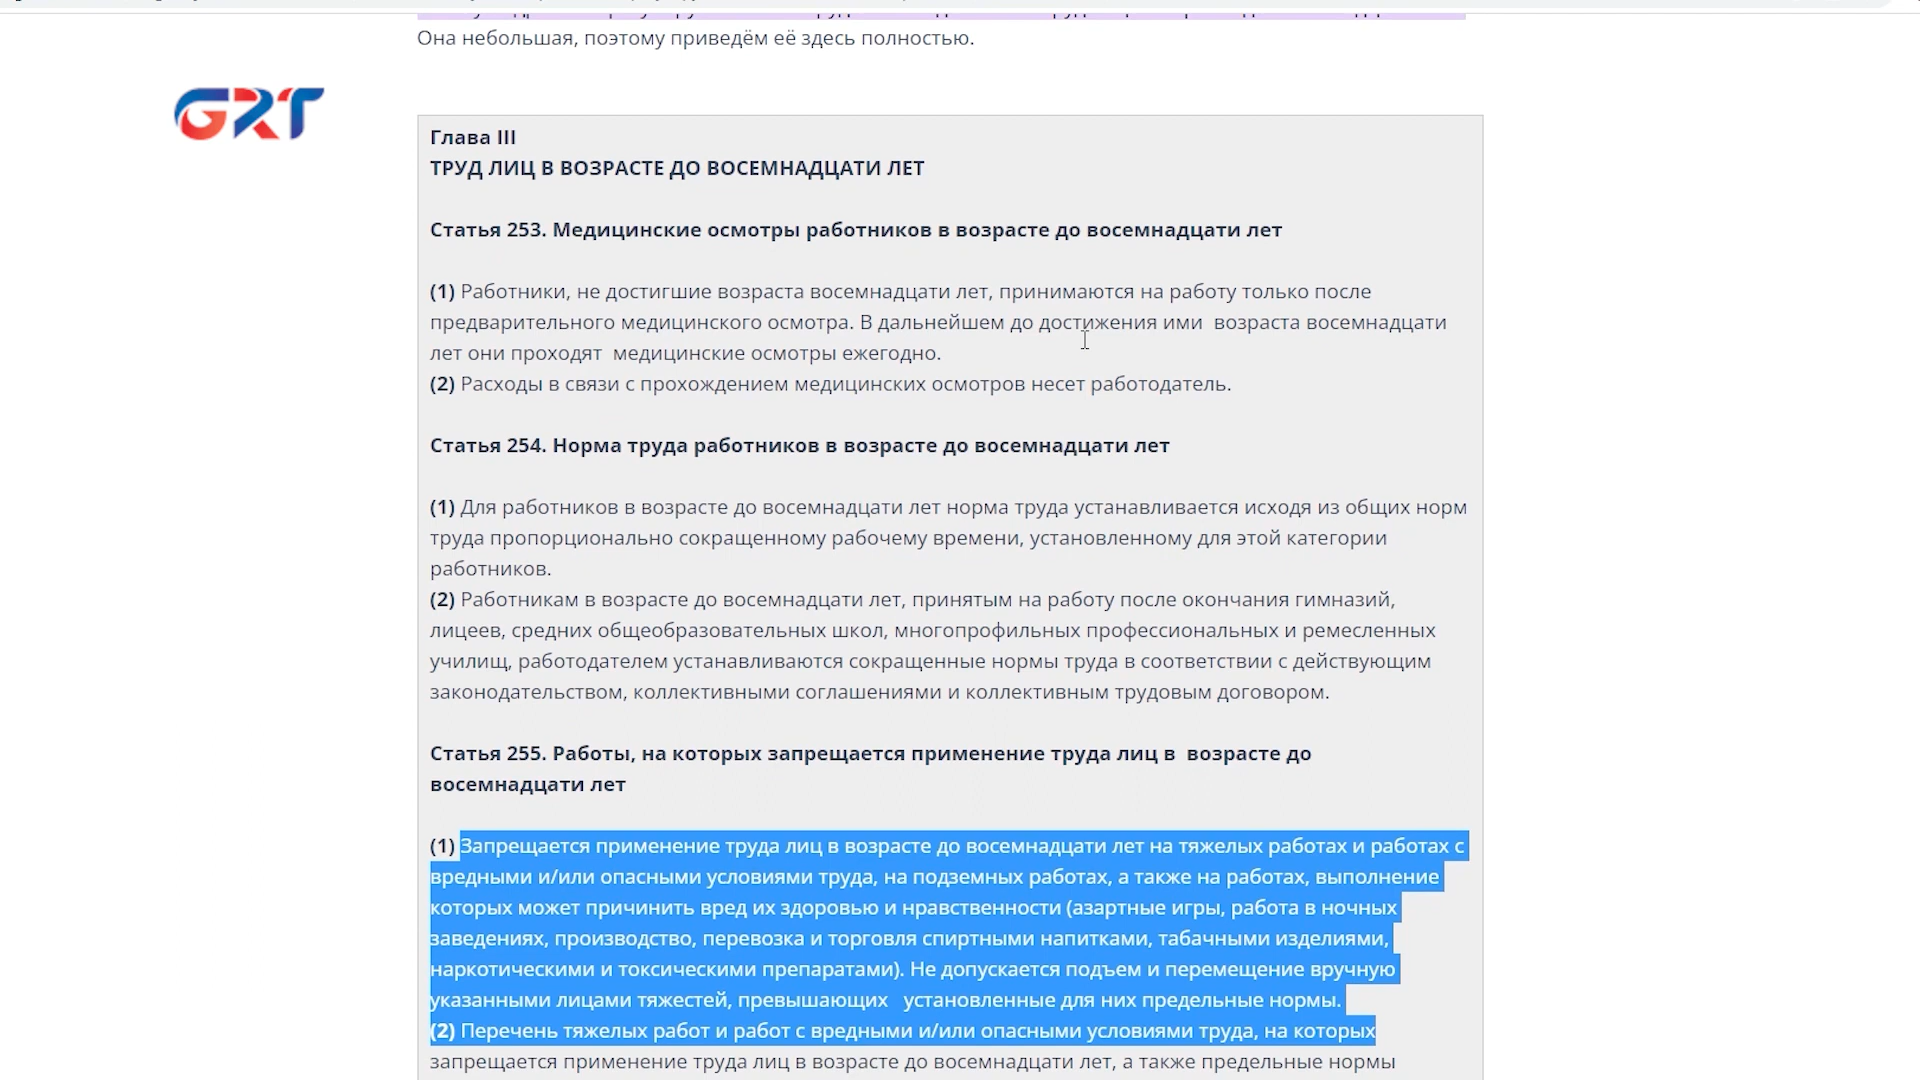 Она небольшая, поэтому приведём её здесь полностью.
GRT
Глава III
ТРУД ЛИЦ В ВОЗРАСТЕ ДО ВОСЕМНАДЦАТИ ЛЕТ
Статья 253. Медицинские осмотры работников в возрасте до восемнадцати лет
(1) Работники, не достигшие возраста восемнадцати лет, принимаются на работу только после
предварительного медицинского осмотра. В дальнейшем до достижения ими возраста восемнадцати
лет они проходят медицинские осмотры ежегодно.
(2) Расходы в связи с прохождением медицинских осмотров несет работодатель.
Статья 254. Норма труда работников в возрасте до восемнадцати лет
(1) Для работников в возрасте до восемнадцати лет норма труда устанавливается исходя из общих норм
труда пропорционально сокращенному рабочему времени, установленному для этой категории
работников.
(2) Работникам в возрасте до восемнадцати лет, принятым на работу после окончания гимназий,
лицеев, средних общеобразовательных школ, многопрофильных профессиональных и ремесленных
училищ, работодателем устанавливаются сокращенные нормы труда в соответствии с действующим
законодательством, коллективными соглашениями и коллективным трудовым договором.
Статья 255. Работы, на которых запрещается применение труда лиц в возрасте до
восемнадцати лет
(1) Запрещается применение труда лиц в возрасте до восемнадцати лет на тяжелых работах и работах с
вредными и/или опасными условиями труда, на подземных работах, а также на работах, выполнение
которых может причинить вред их здоровью и нравственности (азартные игры, работа в ночных
заведениях, производство, перевозка и торговля спиртными напитками, табачными изделиями,
наркотическими и токсическими препаратами). Не допускается подъем и перемещение вручную
указанными лицами тяжестей, превышающих установленные для них предельные нормы.
(2) Перечень тяжелых работ и работ с вредными и/или опасными условиями труда, на которых
запрещается применение труда лиц в возрасте до восемнадцати лет, а также предельные нормы